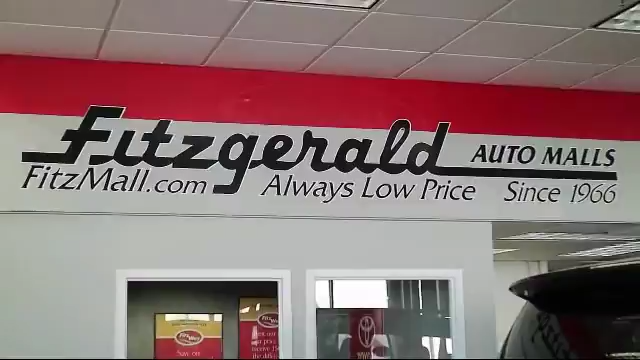 Fitzgerald AUTO MALLS
FitzMall.com Always Low Price Since 1966